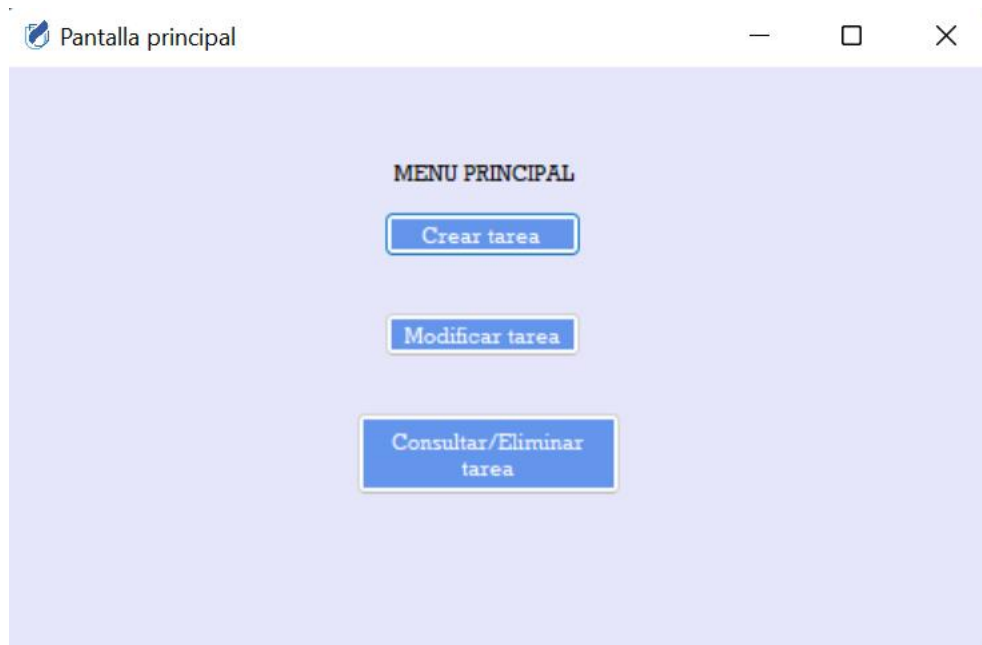 Pantalla principal
MENU PRINCIPAL
Crear tarea
Modificar tarea
Consultar/Eliminar
tarea